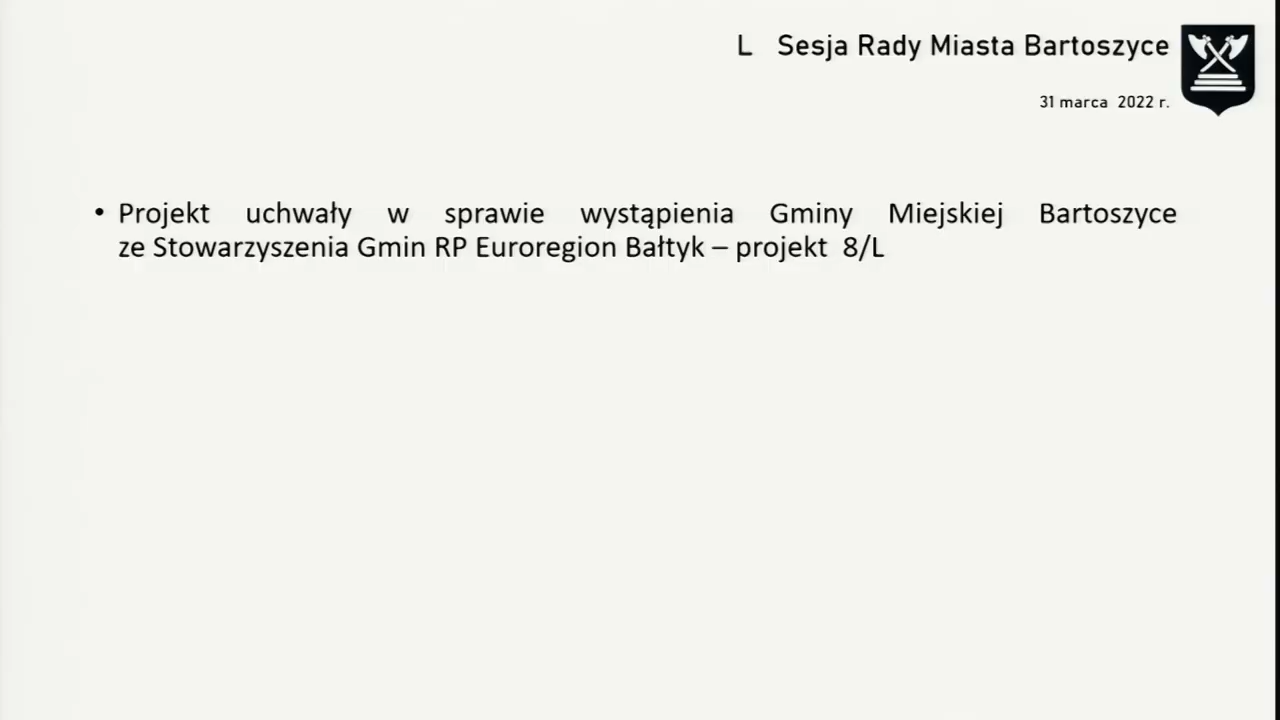 L Sesja Rady Miasta Bartoszyce
31 marca 2022 r.
• Projekt uchwały w sprawie wystąpienia Gminy Miejskiej Bartoszyce
ze Stowarzyszenia Gmin RP Euroregion Bałtyk – projekt 8/L